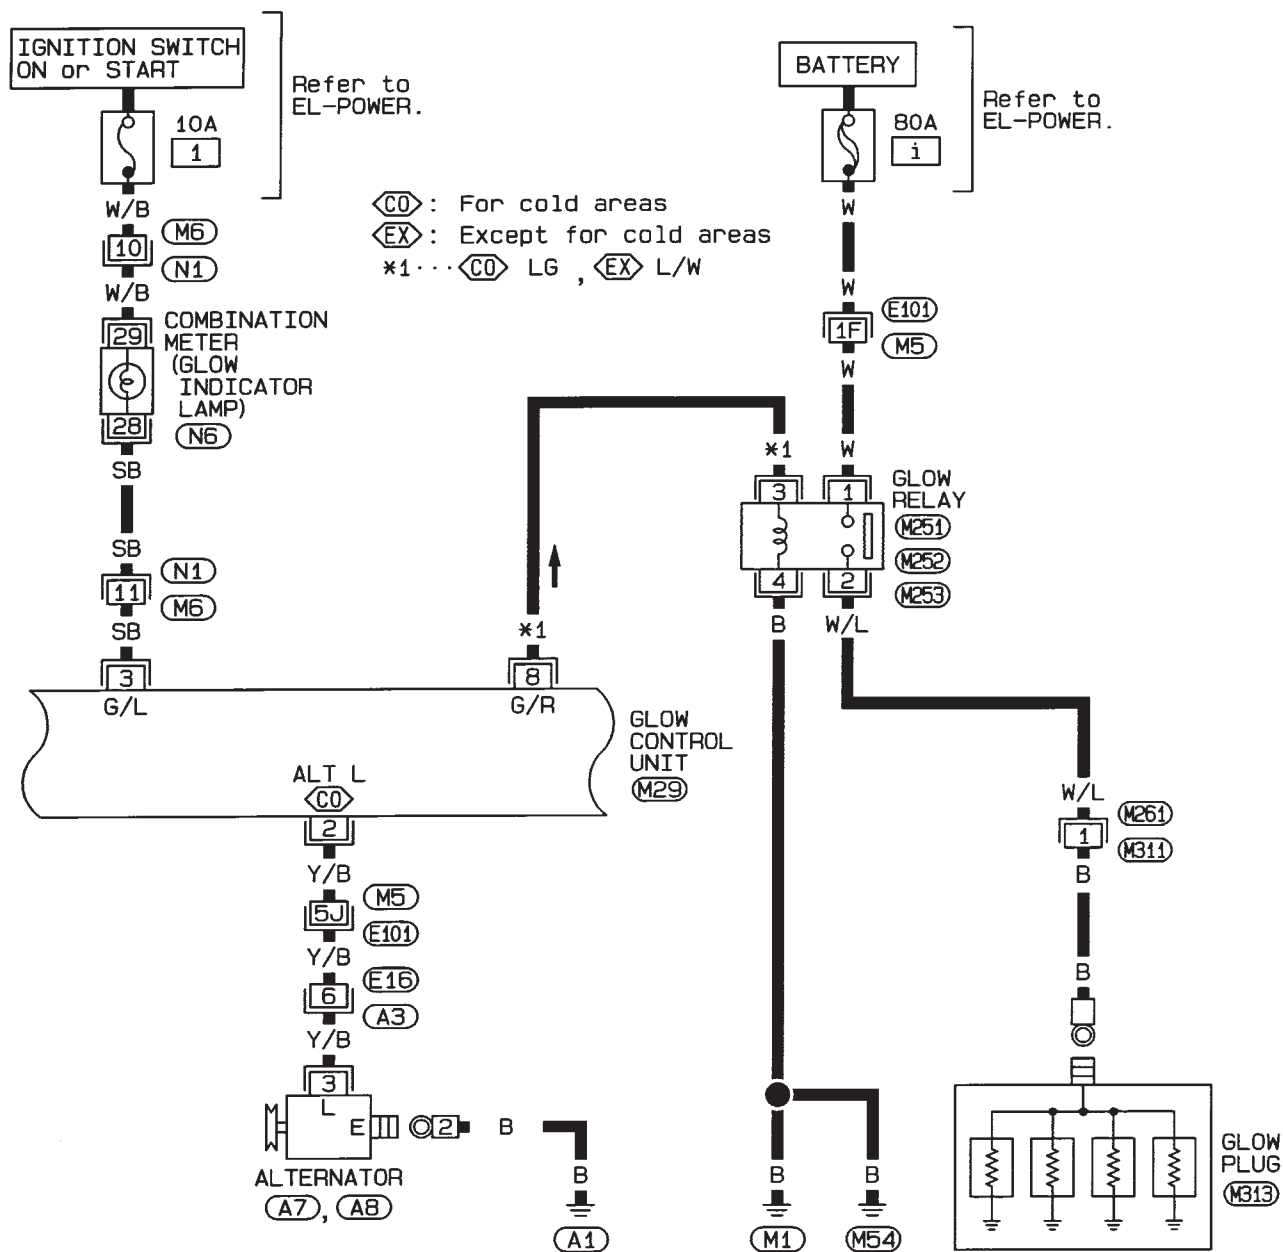 IGNITION SWITCH
ON or START
Refer to
EL-POWER.
10A
1
W/B
10
M6
N1
W/B
29
COMBINATION
METER
(GLOW
INDICATOR
LAMP)
28
N6
SB
SB
11
N1
M6
SB
3
G/L
BATTERY
Refer to
EL-POWER.
80A
i
W
CO : For cold areas
EX : Except for cold areas
*1 ··· CO LG , EX L/W
W
1F
E101
M5
W
*1
W
3
1
GLOW
RELAY
M251
M252
M253
4
2
B
W/L
*1
8
G/R
GLOW
CONTROL
UNIT
M29
ALT L
CO
2
Y/B
5J
M5
E101
Y/B
6
E16
A3
Y/B
3
L
E
2
B
ALTERNATOR
A7 , A8
B
A1
B
M1
B
M54
W/L
1
M261
M311
B
B
GLOW
PLUG
M313